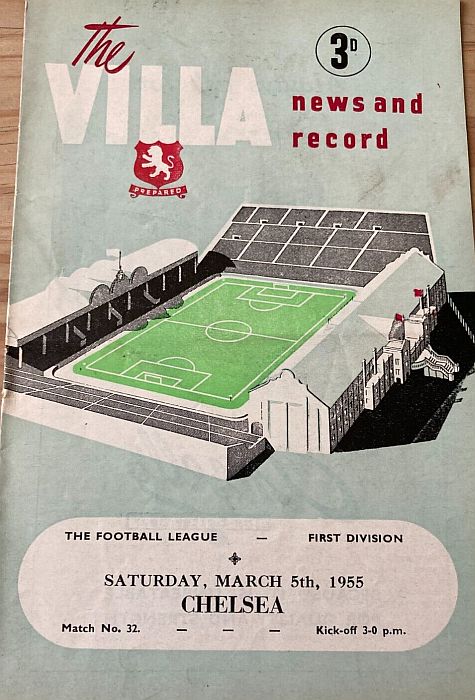 The
VILLA
3D
news and
record
PREPARED
THE FOOTBALL LEAGUE — FIRST DIVISION
SATURDAY, MARCH 5th, 1955
CHELSEA
Match No. 32. — — — Kick-off 3-0 p.m.